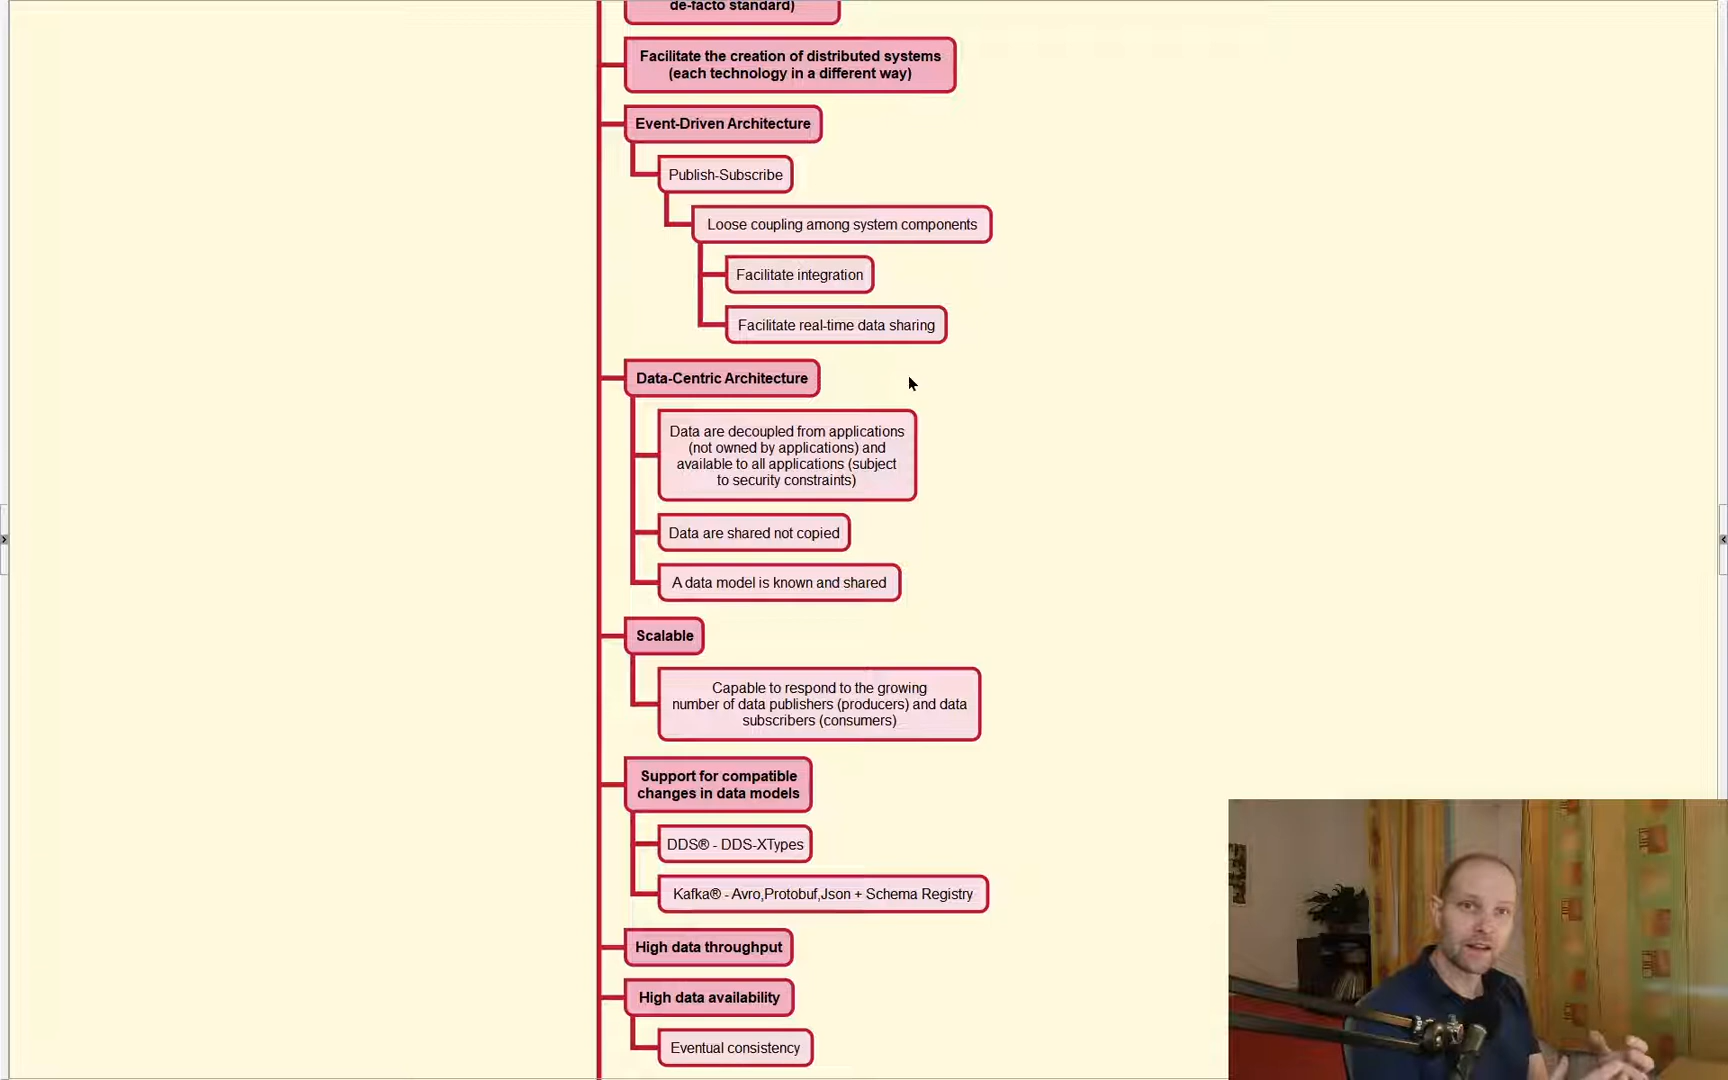 de-facto standard)
Facilitate the creation of distributed systems
(each technology in a different way)
Event-Driven Architecture
Publish-Subscribe
Loose coupling among system components
Facilitate integration
Facilitate real-time data sharing
Data-Centric Architecture
Data are decoupled from applications
(not owned by applications) and
available to all applications (subject
to security constraints)
Data are shared not copied
A data model is known and shared
Scalable
Capable to respond to the growing
number of data publishers (producers) and data
subscribers (consumers)
Support for compatible
changes in data models
DDS® - DDS-XTypes
Kafka® - Avro,Protobuf,Json + Schema Registry
High data throughput
High data availability
Eventual consistency